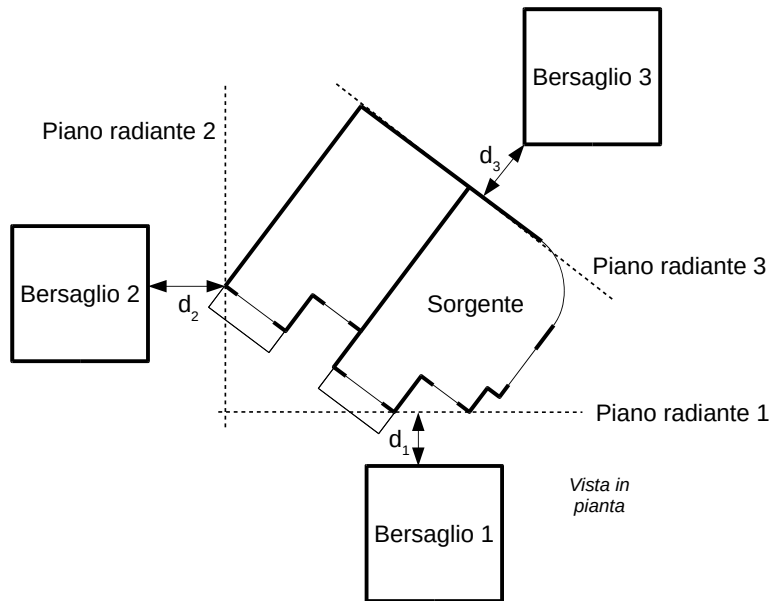 Bersaglio 3
Piano radiante 2
d3
Bersaglio 2
d2
Sorgente
Piano radiante 3
Piano radiante 1
d1
Vista in
pianta
Bersaglio 1